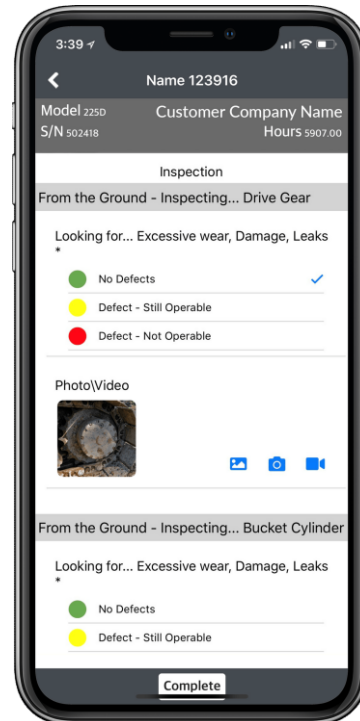 3:39
Name 123916
Model 225D Customer Company Name
S/N 502418 Hours 5907.00
Inspection
From the Ground - Inspecting... Drive Gear
Looking for... Excessive wear, Damage, Leaks
*
No Defects
Defect - Still Operable
Defect - Not Operable
Photo\Video
From the Ground - Inspecting... Bucket Cylinder
Looking for... Excessive wear, Damage, Leaks
*
No Defects
Defect - Still Operable
Complete